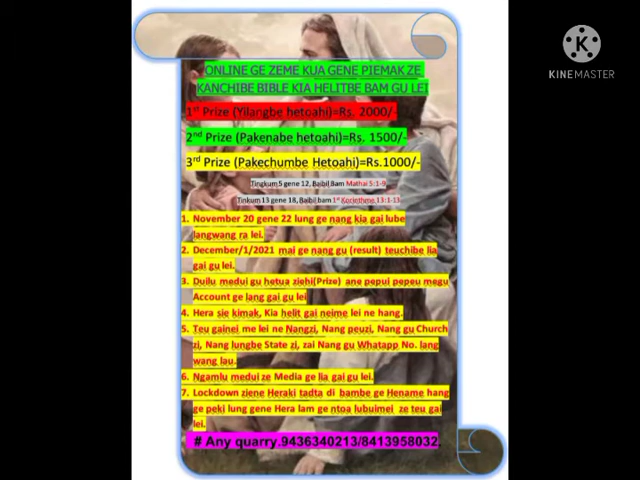 ONLINE GE ZEME KUA GENE PIEMAK ZE
KANCHIBE BIBLE KIA HELITBE BAM GU LEI
1st Prize (Yilangbe hetoahi)=Rs. 2000/-
2nd Prize (Pakenabe hetoahi)=Rs. 1500/-
3rd Prize (Pakechumbe Hetoahi)=Rs.1000/-
Tingkum 5 gene 12, Baibil Bam Mathai 5:1-9
Tinkum 13 gene 18, Baibil bam 1st Korinthme 13:1-13
1. November 20 gene 22 lung ge nang kia gai lube
langwang ra lei.
2. December/1/2021 mai ge nang gu (result) teuchibe lia
gai gu lei.
3. Duilu medui gu hetua ziehi(Prize) ane pepui pepeu megu
Account ge lang gai gu lei
4. Hera sie kimak, Kia helit gai neime lei ne hang.
5. Teu gainei me lei ne Nangzi, Nang peuzi, Nang gu Church
zi, Nang lungbe State zi, zai Nang gu Whatapp No. lang
wang lau.
6. Ngamlu medui ze Media ge lia gai gu lei.
7. Lockdown ziene Heraki tadta di bambe ge Hename hang
ge peki lung gene Hera lam ge ntoa lubuimei ze teu gai
lei.
# Any quarry.9436340213/8413958032.
KINEMASTER